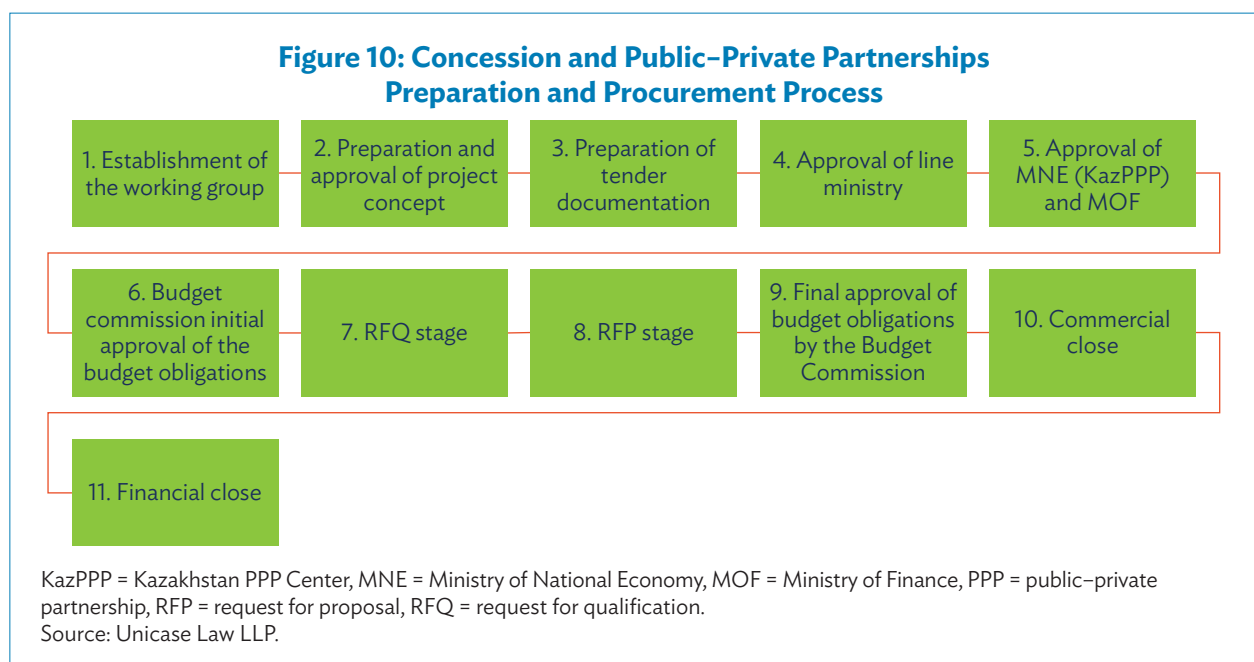 Figure 10: Concession and Public–Private Partnerships
Preparation and Procurement Process
1. Establishment of
the working group
2. Preparation and
approval of project
concept
3. Preparation of
tender
documentation
4. Approval of line
ministry
5. Approval of
MNE (KazPPP)
and MOF
6. Budget
commission initial
approval of the
budget obligations
7. RFQ stage
8. RFP stage
9. Final approval of
budget obligations
by the Budget
Commission
10. Commercial
close
11. Financial close
KazPPP = Kazakhstan PPP Center, MNE = Ministry of National Economy, MOF = Ministry of Finance, PPP = public–private
partnership, RFP = request for proposal, RFQ = request for qualification.
Source: Unicase Law LLP.